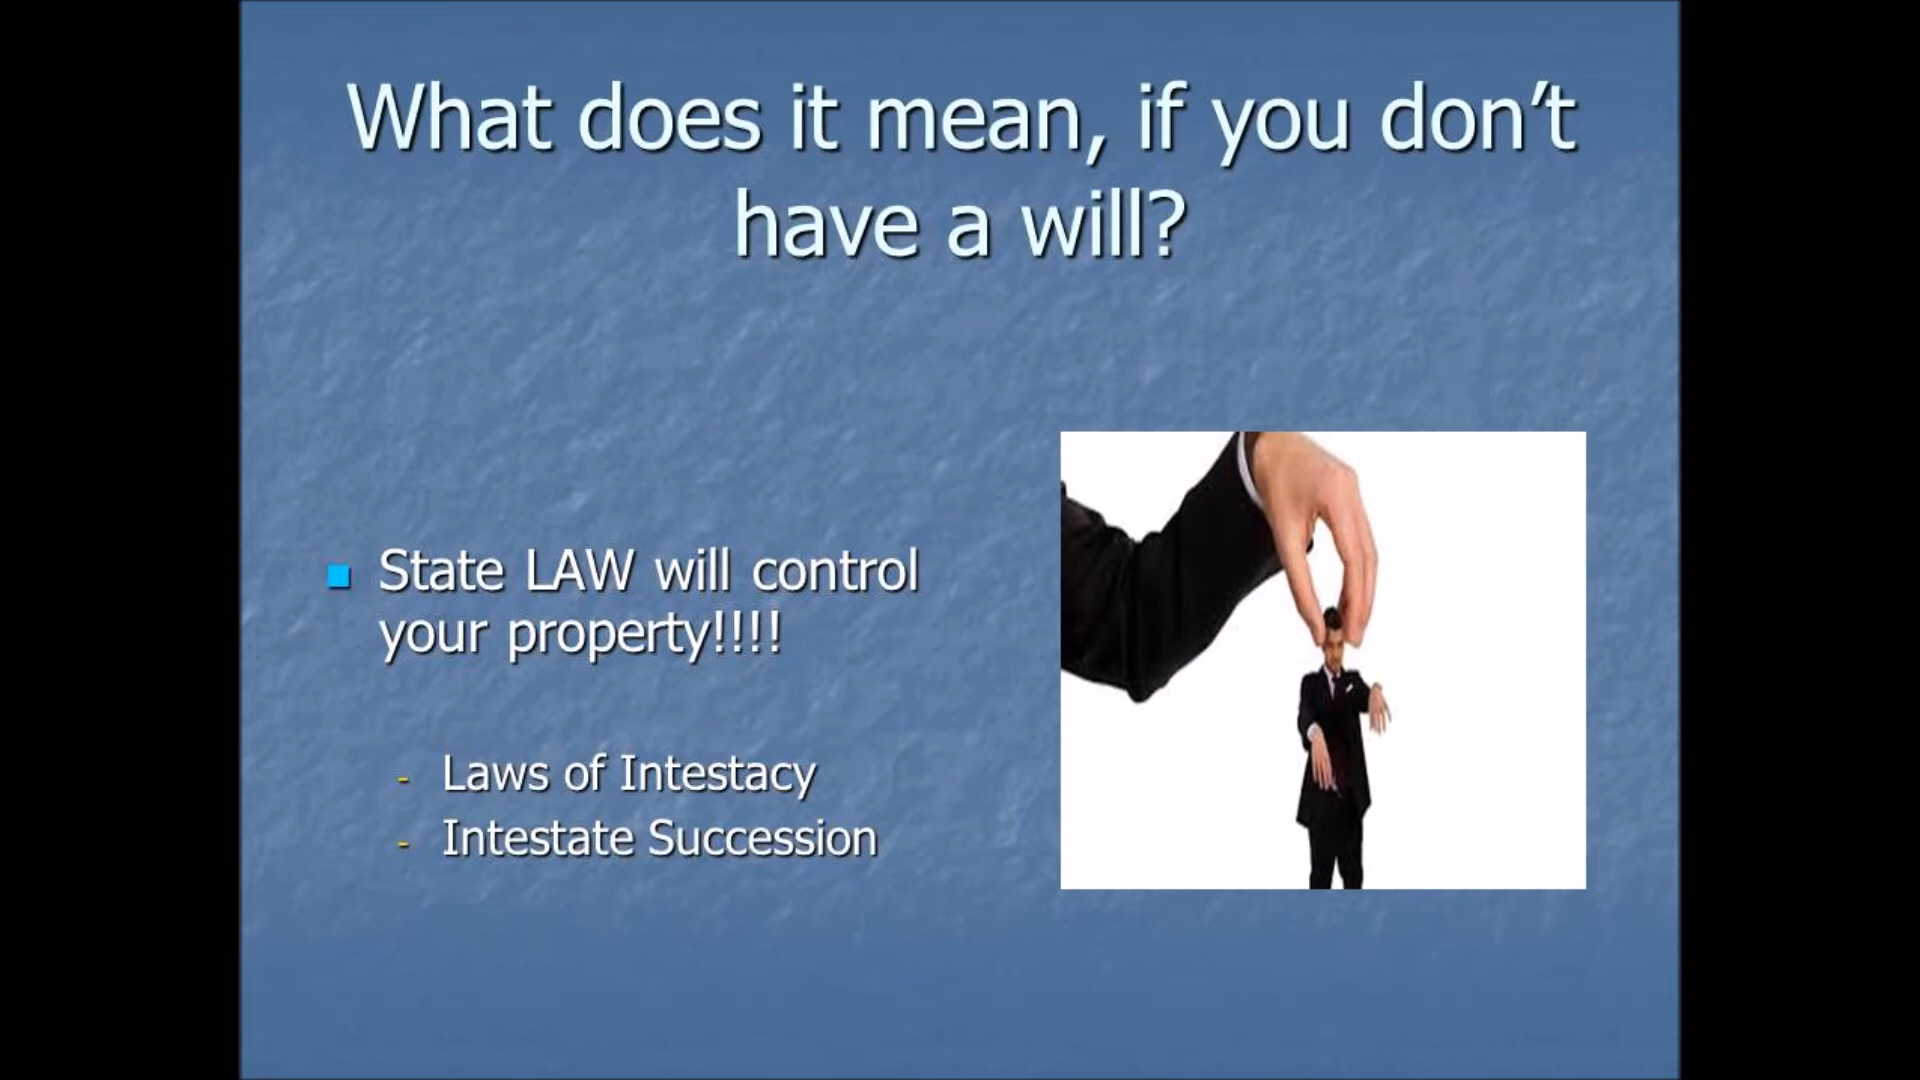 What does it mean, if you don’t
have a will?
State LAW will control
your property!!!!
- Laws of Intestacy
- Intestate Succession